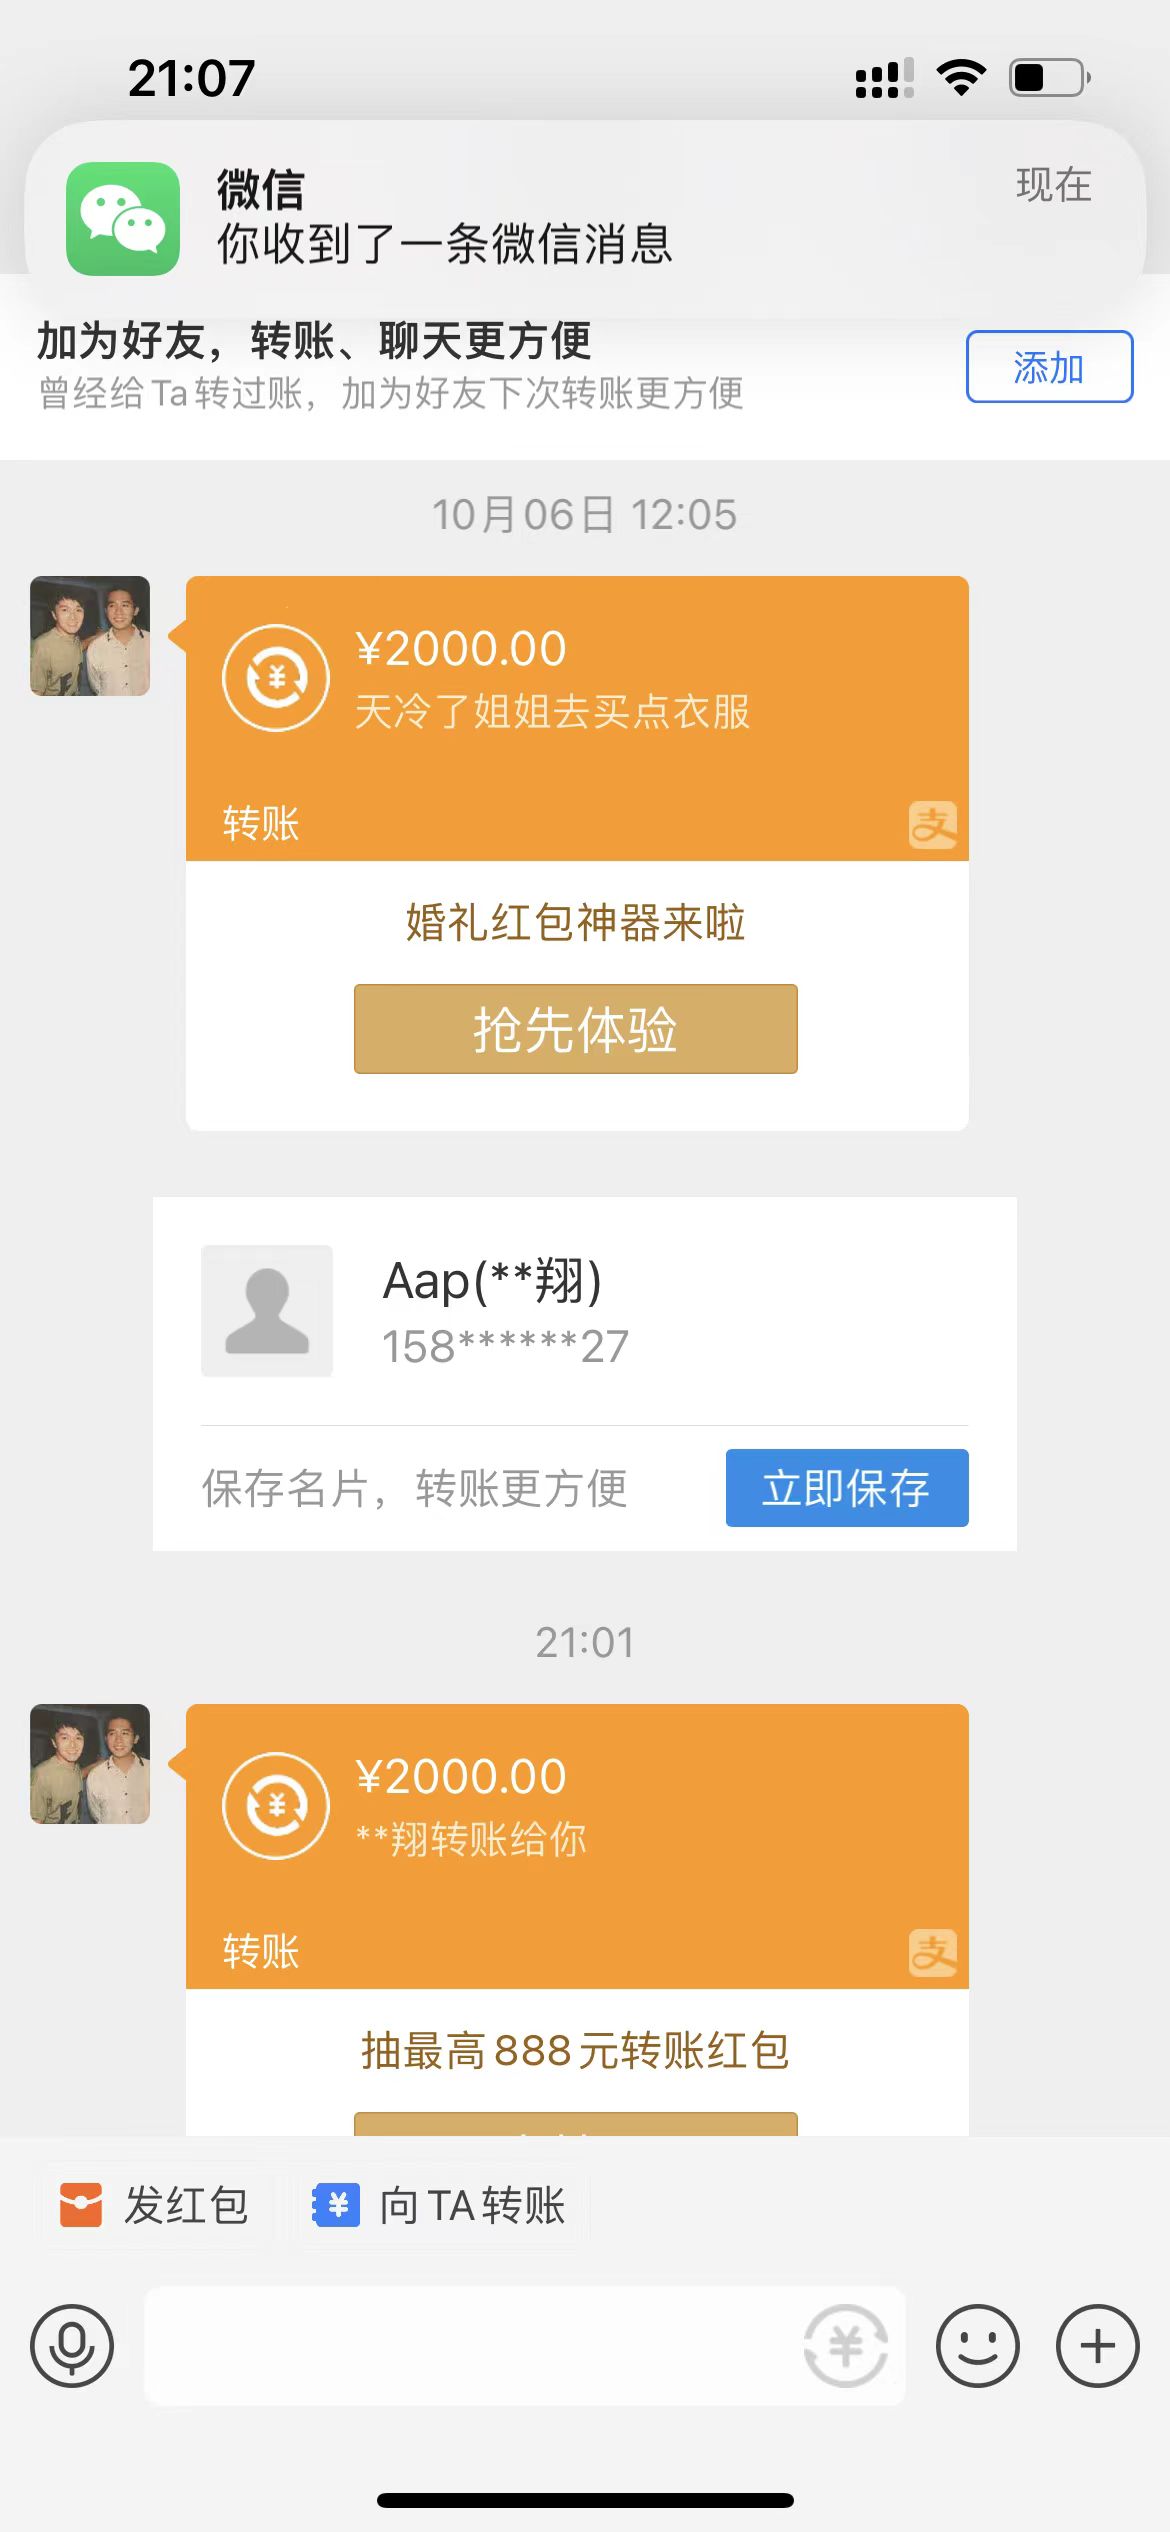 21:07
微信
现在
你收到了一条微信消息
加为好友，转账、聊天更方便
曾经给Ta转过账，加为好友下次转账更方便
添加
10月06日 12:05
¥2000.00
天冷了姐姐去买点衣服
转账
支
婚礼红包神器来啦
抢先体验
Aap(**翔)
158******27
保存名片，转账更方便
立即保存
21:01
¥2000.00
**翔转账给你
转账
支
抽最高888元转账红包
发红包
向TA转账